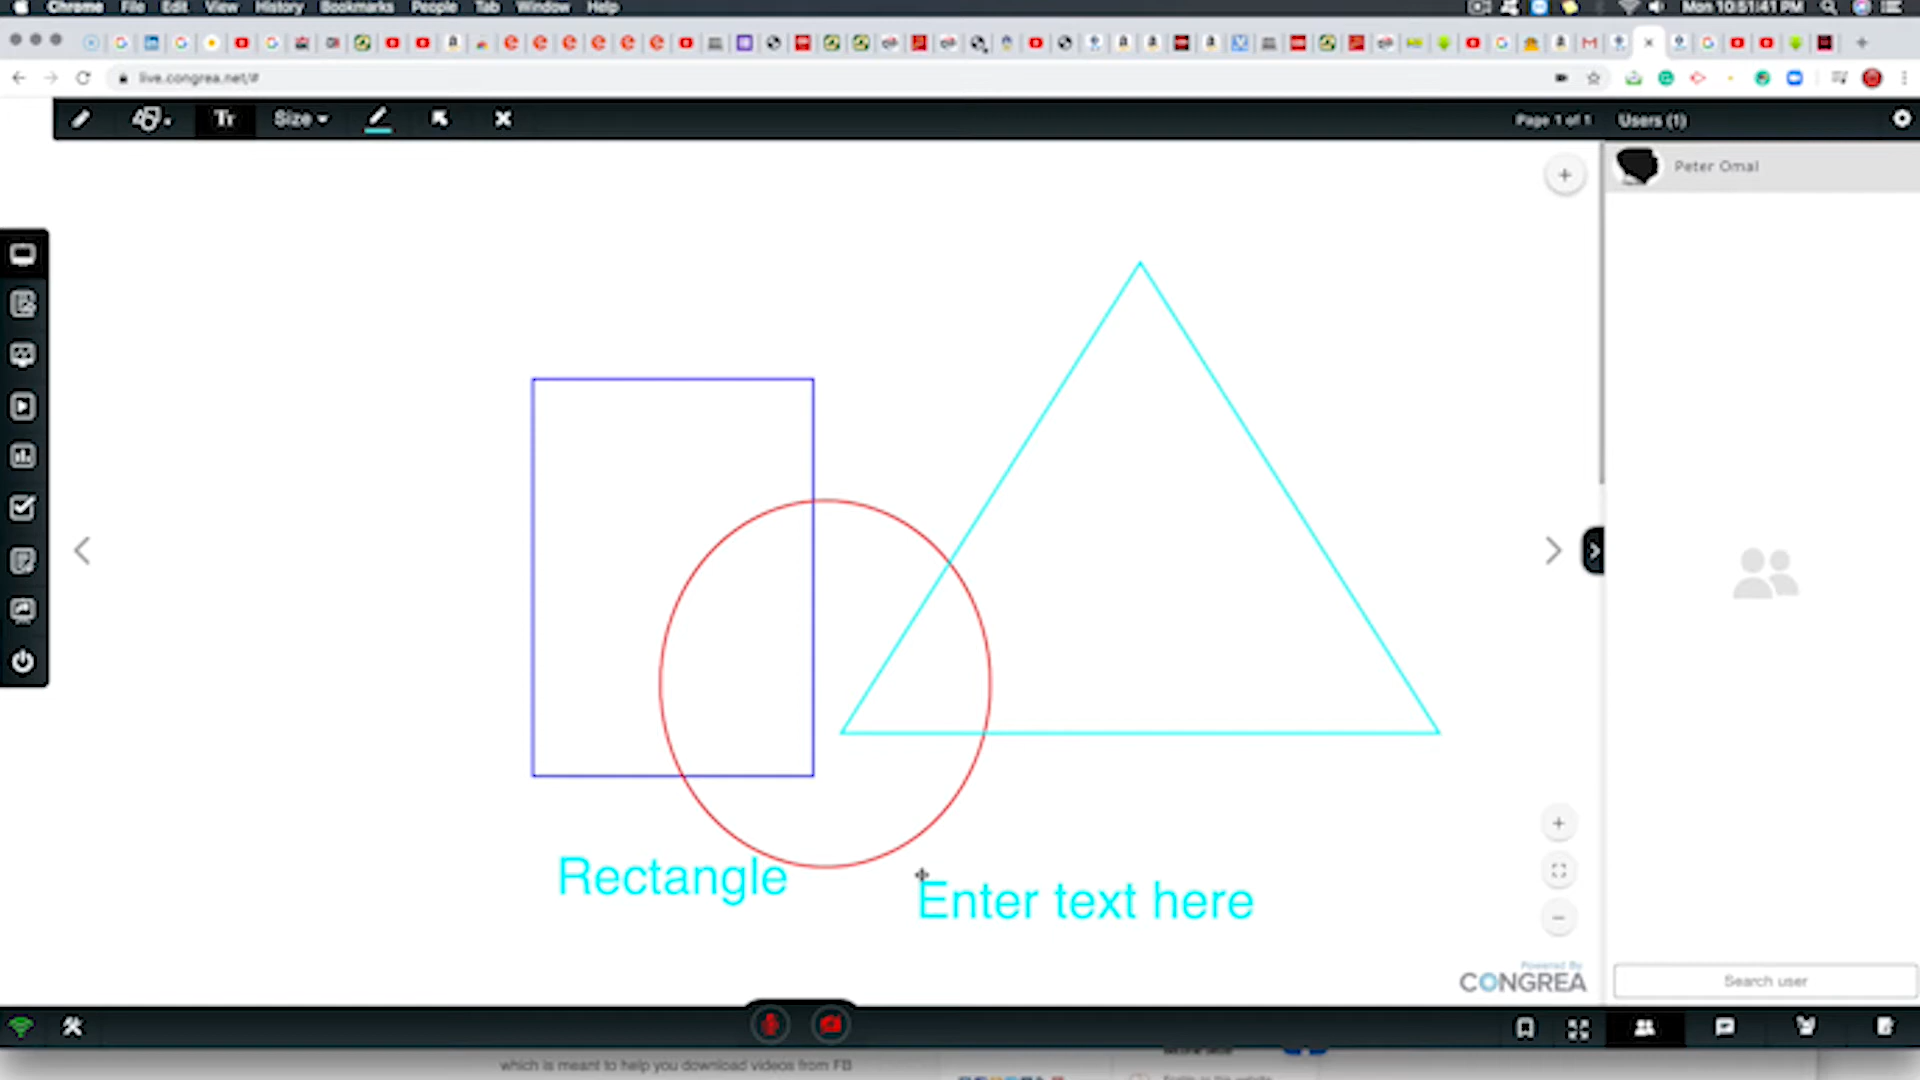 Chrome File Edit View History Bookmarks People Tab Window Help Mon 10:51:41 PM
live.congrea.net/#
Tr Size Page 1 of 1 Users (1)
Peter Omal
Rectangle
Enter text here
Powered By
CONGREA
Search user
which is meant to help you download videos from FB